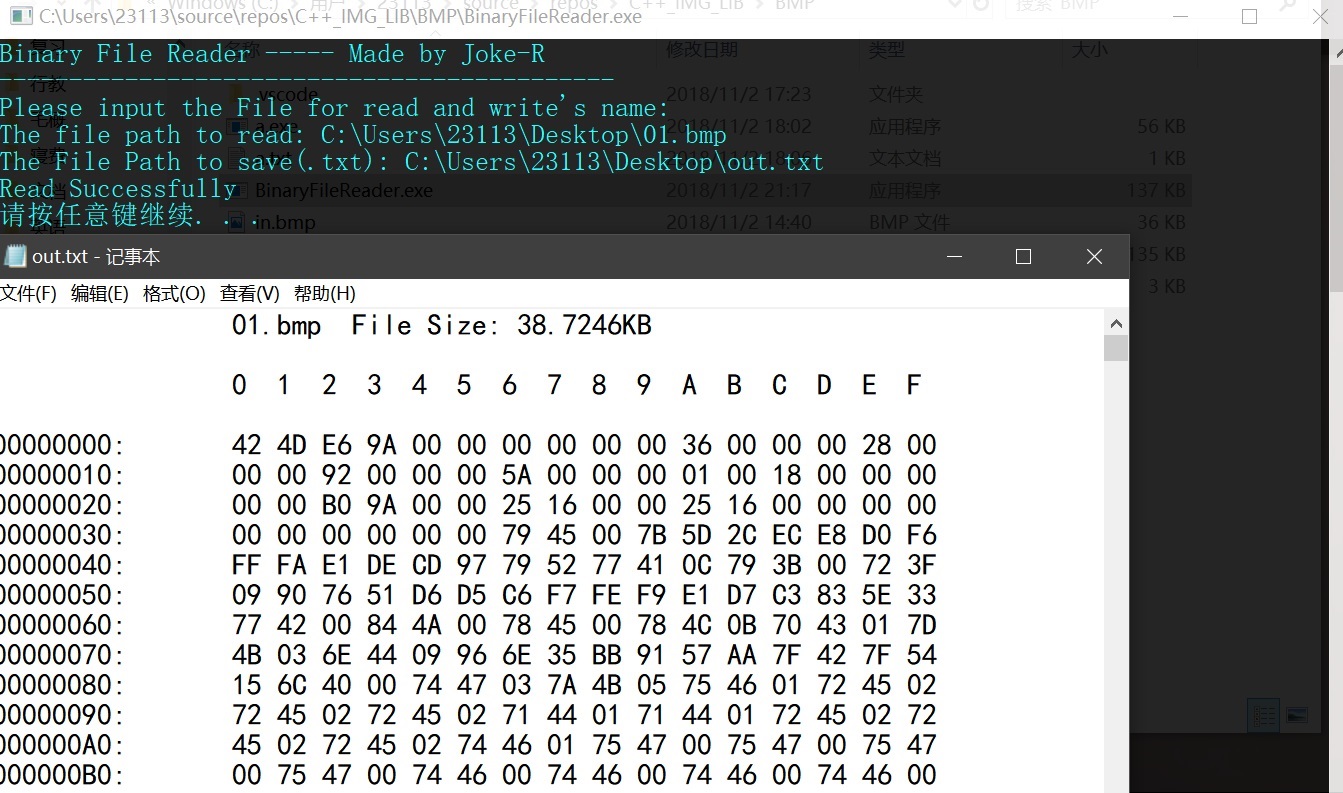 C:\Users\23113\source\repos\C++_IMG_LIB\BMP\BinaryFileReader.exe
Binary File Reader ----- Made by Joke-R
--------------------------------------------
Please input the File for read and write's name:
The file path to read: C:\Users\23113\Desktop\01.bmp
The File Path to save(.txt): C:\Users\23113\Desktop\out.txt
Read Successfully
请按任意键继续. . .
修改日期 类型 大小
.vscode 2018/11/2 17:23 文件夹
a.exe 2018/11/2 18:02 应用程序 56 KB
文本文档 1 KB
BinaryFileReader.exe 2018/11/2 21:17 应用程序 137 KB
in.bmp 2018/11/2 14:40 BMP 文件 36 KB
135 KB
3 KB
out.txt - 记事本
文件(F) 编辑(E) 格式(O) 查看(V) 帮助(H)
01.bmp File Size: 38.7246KB
0 1 2 3 4 5 6 7 8 9 A B C D E F
00000000: 42 4D E6 9A 00 00 00 00 00 00 36 00 00 00 28 00
00000010: 00 00 92 00 00 00 5A 00 00 00 01 00 18 00 00 00
00000020: 00 00 B0 9A 00 00 25 16 00 00 25 16 00 00 00 00
00000030: 00 00 00 00 00 00 79 45 00 7B 5D 2C EC E8 D0 F6
00000040: FF FA E1 DE CD 97 79 52 77 41 0C 79 3B 00 72 3F
00000050: 09 90 76 51 D6 D5 C6 F7 FE F9 E1 D7 C3 83 5E 33
00000060: 77 42 00 84 4A 00 78 45 00 78 4C 0B 70 43 01 7D
00000070: 4B 03 6E 44 09 96 6E 35 BB 91 57 AA 7F 42 7F 54
00000080: 15 6C 40 00 74 47 03 7A 4B 05 75 46 01 72 45 02
00000090: 72 45 02 72 45 02 71 44 01 71 44 01 72 45 02 72
000000A0: 45 02 72 45 02 74 46 01 75 47 00 75 47 00 75 47
000000B0: 00 75 47 00 74 46 00 74 46 00 74 46 00 74 46 00